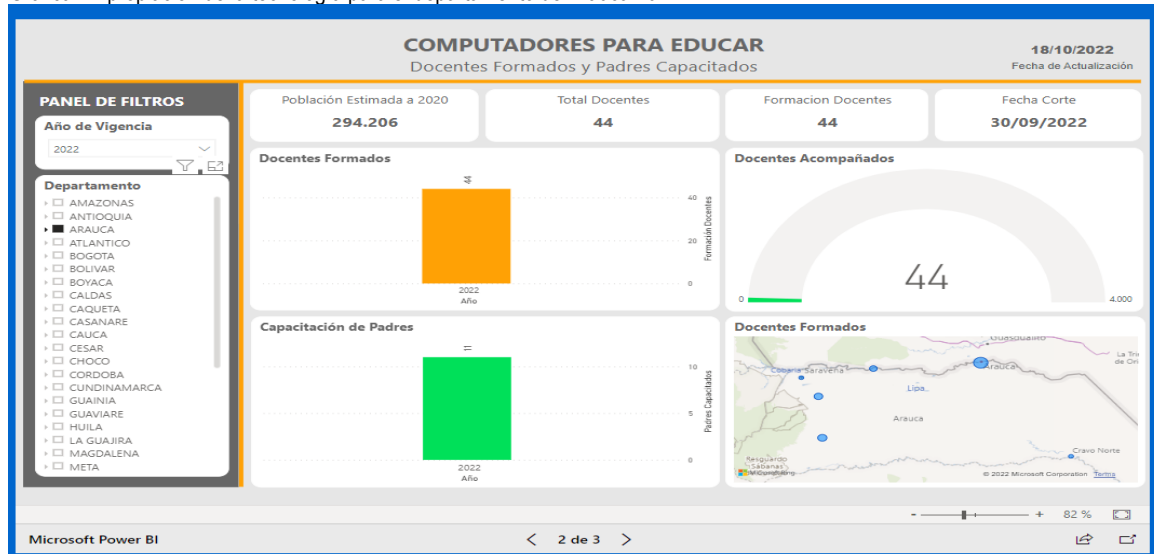 COMPUTADORES PARA EDUCAR
Docentes Formados y Padres Capacitados
18/10/2022
Fecha de Actualización
PANEL DE FILTROS
Año de Vigencia
2022
Departamento
AMAZONAS
ANTIOQUIA
ARAUCA
ATLANTICO
BOGOTA
BOLIVAR
BOYACA
CALDAS
CAQUETA
CASANARE
CAUCA
CESAR
CHOCO
CORDOBA
CUNDINAMARCA
GUAINIA
GUAVIARE
HUILA
LA GUAJIRA
MAGDALENA
META
Población Estimada a 2020
294.206
Total Docentes
44
Formacion Docentes
44
Fecha Corte
30/09/2022
Docentes Formados
44
40
20
0
Formación Docentes
2022
Año
Docentes Acompañados
44
0
4.000
Capacitación de Padres
11
10
5
0
Padres Capacitados
2022
Año
Docentes Formados
Guasdualito
La
de
Saravena
Arauca
Lipa
Arauca
Cravo Norte
Resguardo
Sabanas
© 2022 Microsoft Corporation Terms
- + 82 %
Microsoft Power BI
< 2 de 3 >